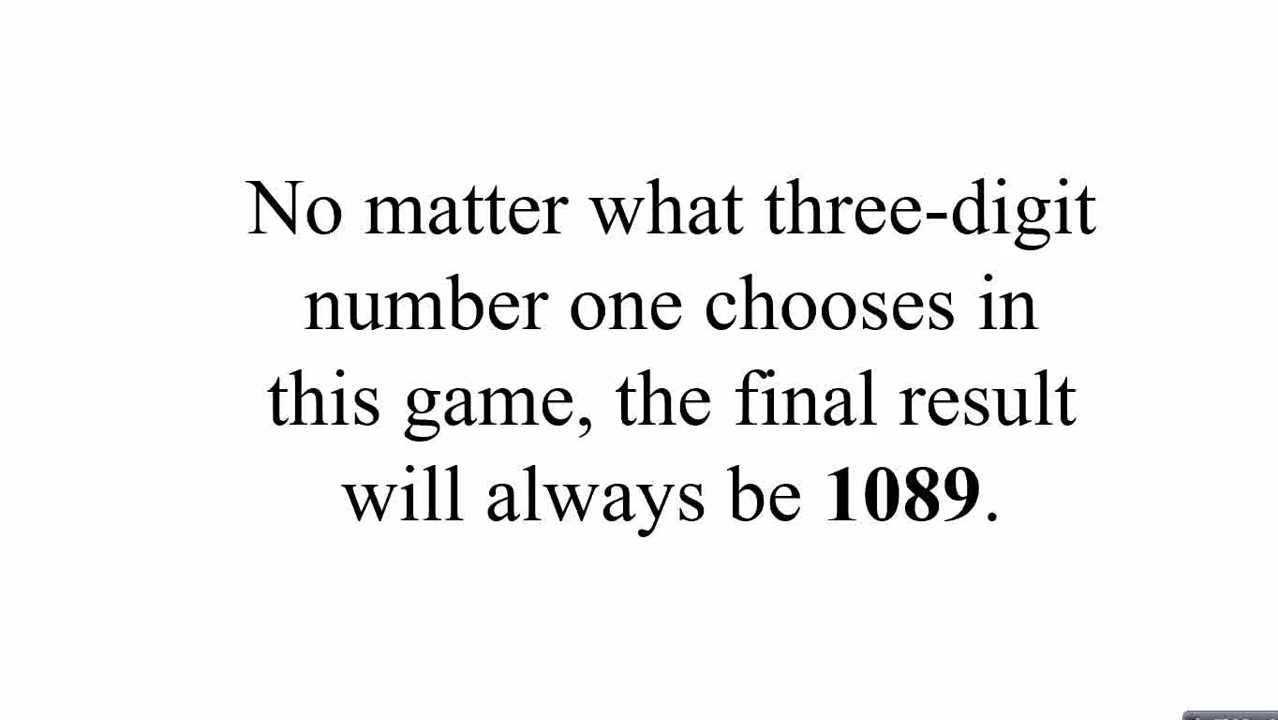 No matter what three-digit
number one chooses in
this game, the final result
will always be 1089.